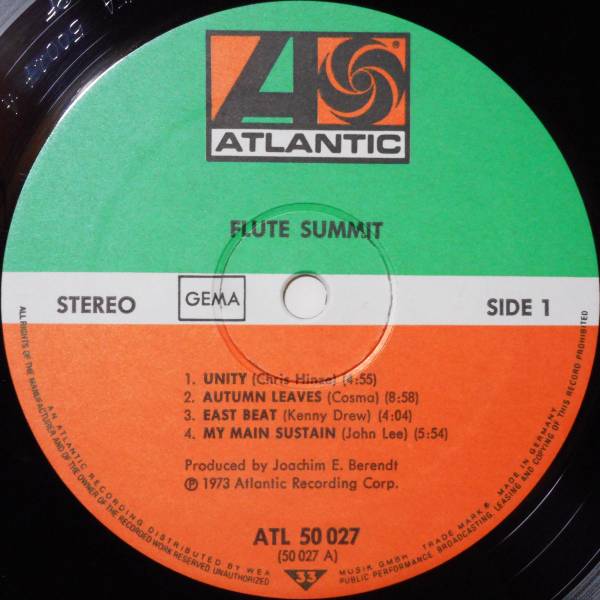 ATLANTIC
®
FLUTE SUMMIT
STEREO
GEMA
SIDE 1
1. UNITY (Chris Hinze) (4:55)
2. AUTUMN LEAVES (Cosma) (8:58)
3. EAST BEAT (Kenny Drew) (4:04)
4. MY MAIN SUSTAIN (John Lee) (5:54)
Produced by Joachim E. Berendt
℗ 1973 Atlantic Recording Corp.
ATL 50 027
(50 027 A)
33
ALL RIGHTS OF THE MANUFACTURER AND OF THE OWNER OF THE RECORDED WORK RESERVED UNAUTHORIZED
PUBLIC PERFORMANCE, BROADCASTING, LEASING AND COPYING OF THIS RECORD PROHIBITED
AN ATLANTIC RECORDING DISTRIBUTED BY WEA
MUSIK GMBH TRADE MARK® MADE IN GERMANY